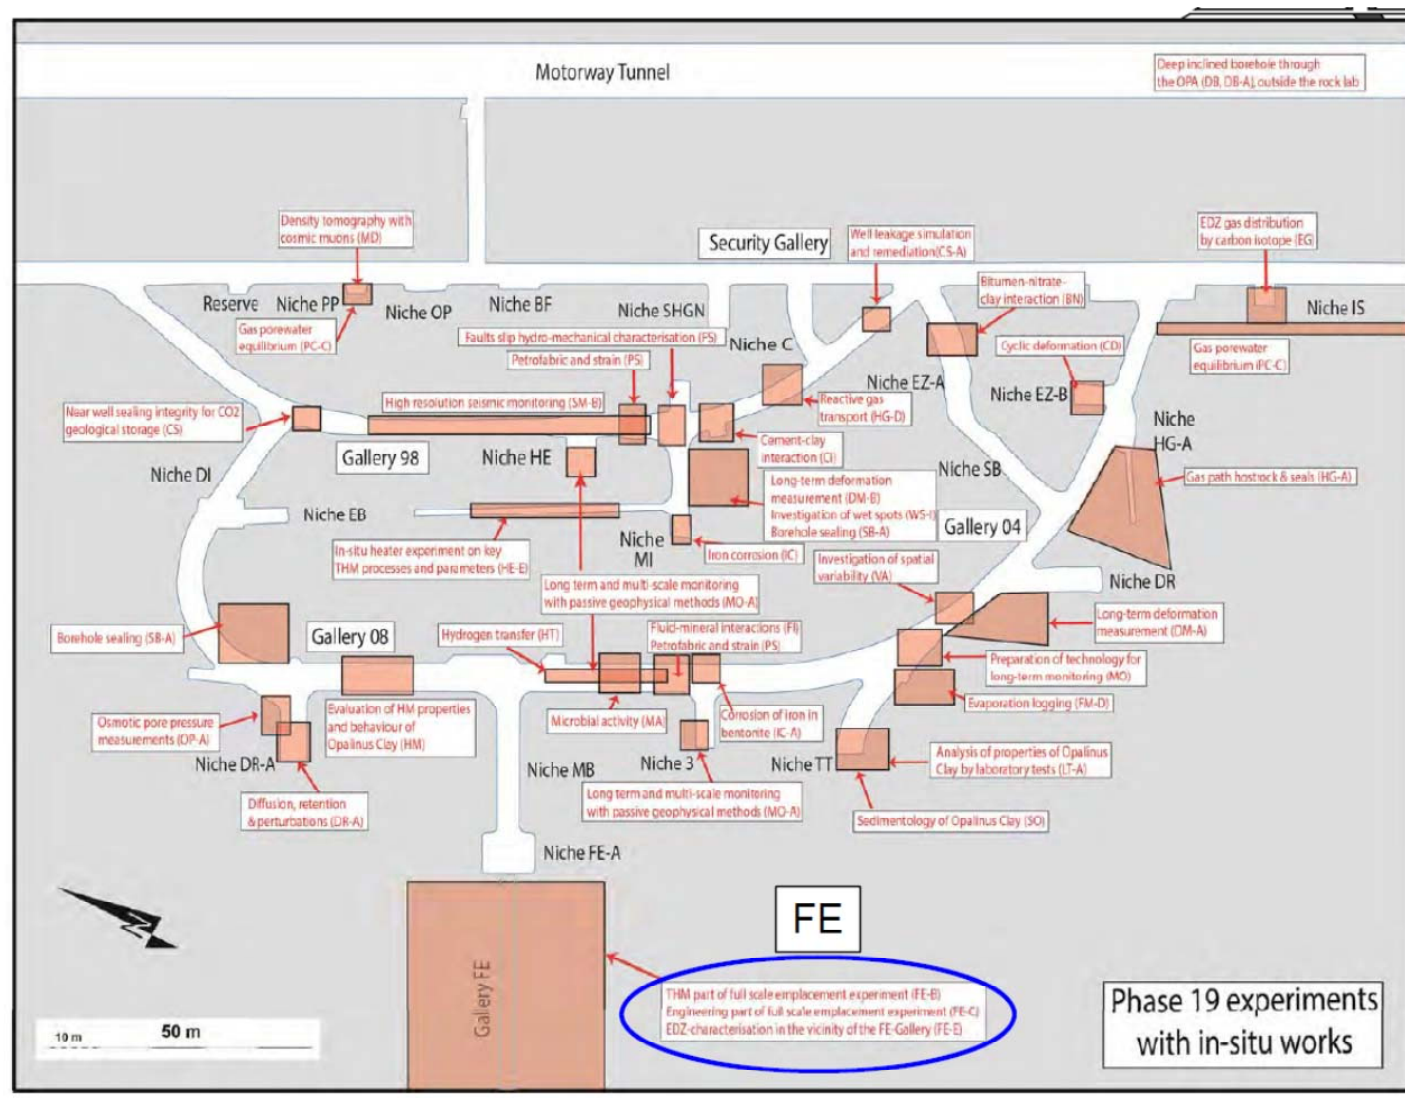 Motorway Tunnel
Deep inclined borehole through
the OPA (DB, DB-A), outside the rock lab
Density tomography with
cosmic muons (MD)
Security Gallery
Well leakage simulation
and remediation(CS-A)
EDZ gas distribution
by carbon isotope (EG)
Bitumen-nitrate-
clay interaction (BN)
Reserve
Niche PP
Niche OP
Niche BF
Niche SHGN
Niche IS
Gas porewater
equilibrium (PC-C)
Faults slip hydro-mechanical characterisation (FS)
Petrofabric and strain (PS)
Niche C
Cyclic deformation (CD)
Gas porewater
equilibrium (PC-C)
Niche EZ-A
Niche EZ-B
Near well sealing integrity for CO2
geological storage (CS)
High resolution seismic monitoring (SM-B)
Reactive gas
transport (HG-D)
Niche
HG-A
Cement-clay
interaction (CI)
Gallery 98
Niche HE
Niche DI
Niche SB
Gas path hostrock & seals (HG-A)
Long-term deformation
measurement (DM-B)
Investigation of wet spots (WS-I)
Borehole sealing (SB-A)
Niche EB
Gallery 04
Niche
MI
Iron corrosion (IC)
In-situ heater experiment on key
THM processes and parameters (HE-E)
Investigation of spatial
variability (VA)
Niche DR
Long term and multi-scale monitoring
with passive geophysical methods (MO-A)
Long-term deformation
measurement (DM-A)
Borehole sealing (SB-A)
Gallery 08
Hydrogen transfer (HT)
Fluid-mineral interactions (FI)
Petrofabric and strain (PS)
Preparation of technology for
long-term monitoring (MO)
Evaporation logging (FM-D)
Osmotic pore pressure
measurements (OP-A)
Evaluation of HM properties
and behaviour of
Opalinus Clay (HM)
Microbial activity (MA)
Corrosion of iron in
bentonite (IC-A)
Niche DR-A
Niche MB
Niche 3
Niche TT
Analysis of properties of Opalinus
Clay by laboratory tests (LT-A)
Diffusion, retention
& perturbations (DR-A)
Long term and multi-scale monitoring
with passive geophysical methods (MO-A)
Sedimentology of Opalinus Clay (SO)
Niche FE-A
FE
Gallery FE
THM part of full scale emplacement experiment (FE-B)
Engineering part of full scale emplacement experiment (FE-C)
EDZ-characterisation in the vicinity of the FE-Gallery (FE-E)
10 m
50 m
Phase 19 experiments
with in-situ works